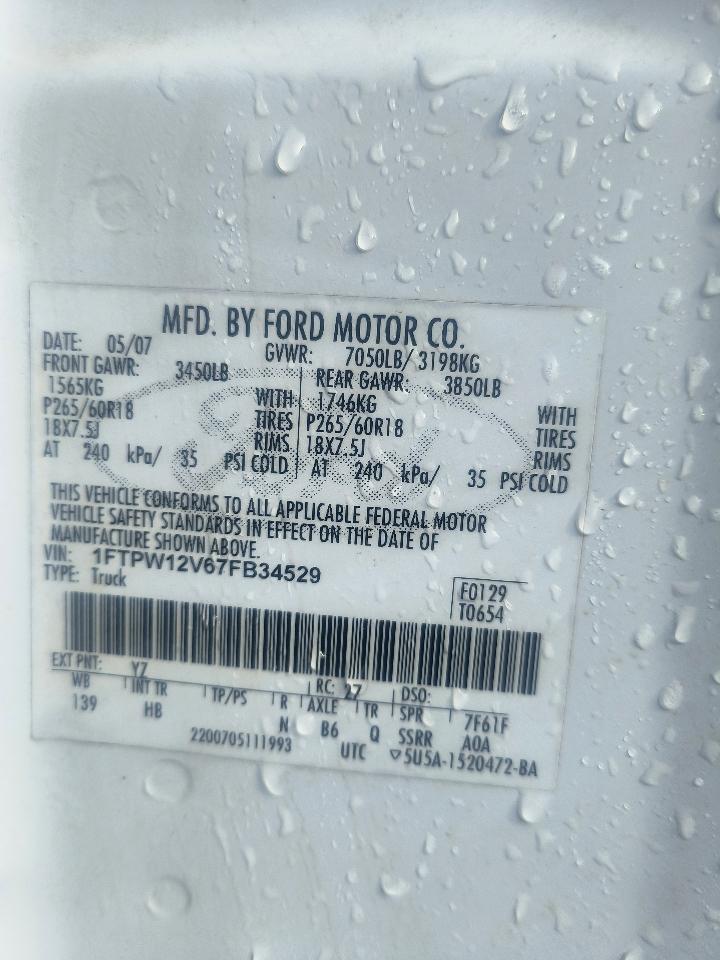 MFD. BY FORD MOTOR CO.
DATE: 05/07 GVWR: 7050LB/ 3198KG
FRONT GAWR: 3450LB REAR GAWR: 3850LB
1565KG WITH 1746KG WITH
P265/60R18 TIRES P265/60R18 TIRES
18X7.5J RIMS 18X7.5J RIMS
AT 240 kPa/ 35 PSI COLD AT 240 kPa/ 35 PSI COLD
THIS VEHICLE CONFORMS TO ALL APPLICABLE FEDERAL MOTOR
VEHICLE SAFETY STANDARDS IN EFFECT ON THE DATE OF
MANUFACTURE SHOWN ABOVE.
VIN: 1FTPW12V67FB34529
TYPE: Truck
F0129
T0654
EXT PNT: YZ RC: 27 DSO:
WB INT TR TP/PS R AXLE TR SPR 7F61F
139 HB N B6 Q SSRR A0A
2200705111993 UTC ▽5U5A-1520472-BA
Ford